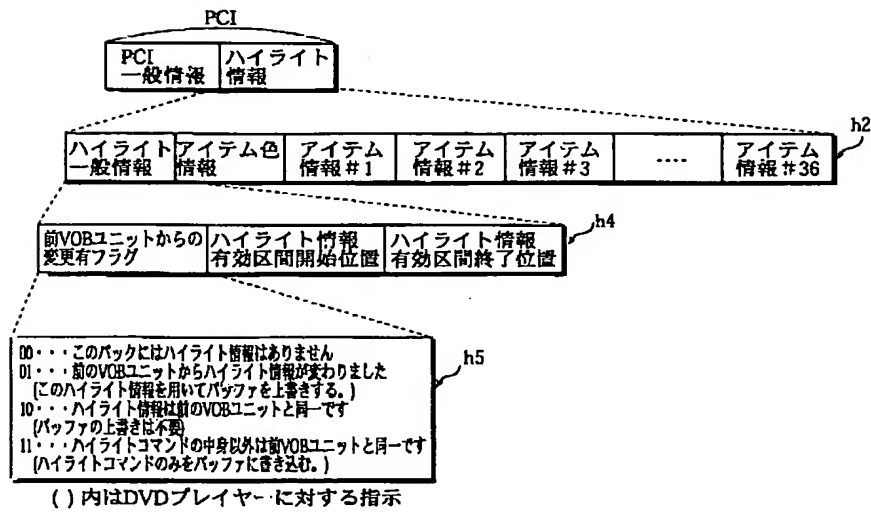 PCI
PCI ハイライト
一般情報 情報
h2
ハイライト アイテム色 アイテム アイテム アイテム ‥‥ アイテム
一般情報 情報 情報#1 情報#2 情報#3 情報#36
h4
前VOBユニットからの ハイライト情報 ハイライト情報
変更有フラグ 有効区間開始位置 有効区間終了位置
h5
00・・・このパックにはハイライト情報はありません
01・・・前のVOBユニットからハイライト情報が変わりました
(このハイライト情報を用いてバッファを上書きする。)
10・・・ハイライト情報は前のVOBユニットと同一です
(バッファの上書きは不要)
11・・・ハイライトコマンドの中身以外は前VOBユニットと同一です
(ハイライトコマンドのみをバッファに書き込む。)
( ) 内はDVDプレイヤーに対する指示